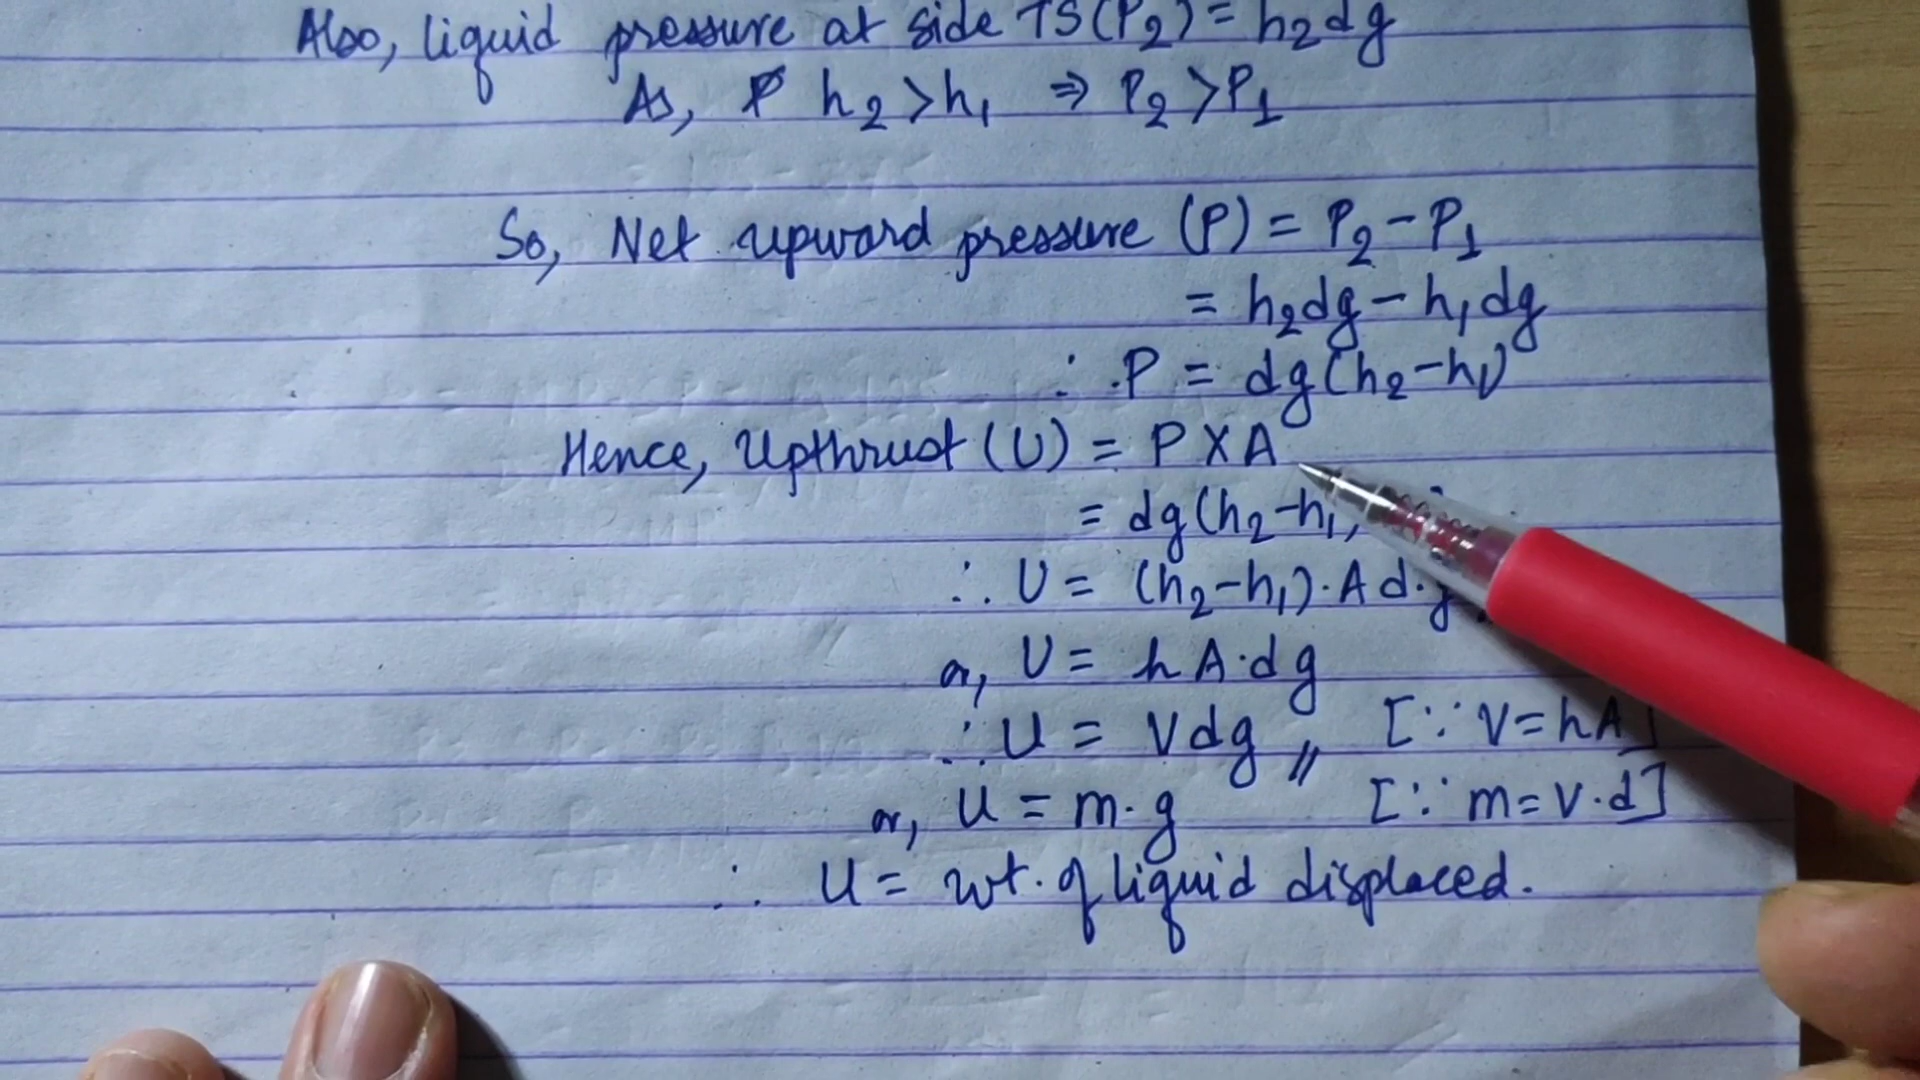 Also, liquid pressure at side TS(P₂) = h₂dg
As, h₂ > h₁ ⇒ P₂ > P₁
So, Net upward pressure (P) = P₂ - P₁
= h₂dg - h₁dg
∴ P = dg(h₂-h₁)
Hence, Upthrust (U) = P X A
= dg(h₂-h₁)
∴ U = (h₂-h₁).A d.g
or, U = hA.dg
∴ U = Vdg // [∵ V = hA]
or, U = m.g [∵ m = V.d]
∴ U = wt. of liquid displaced.